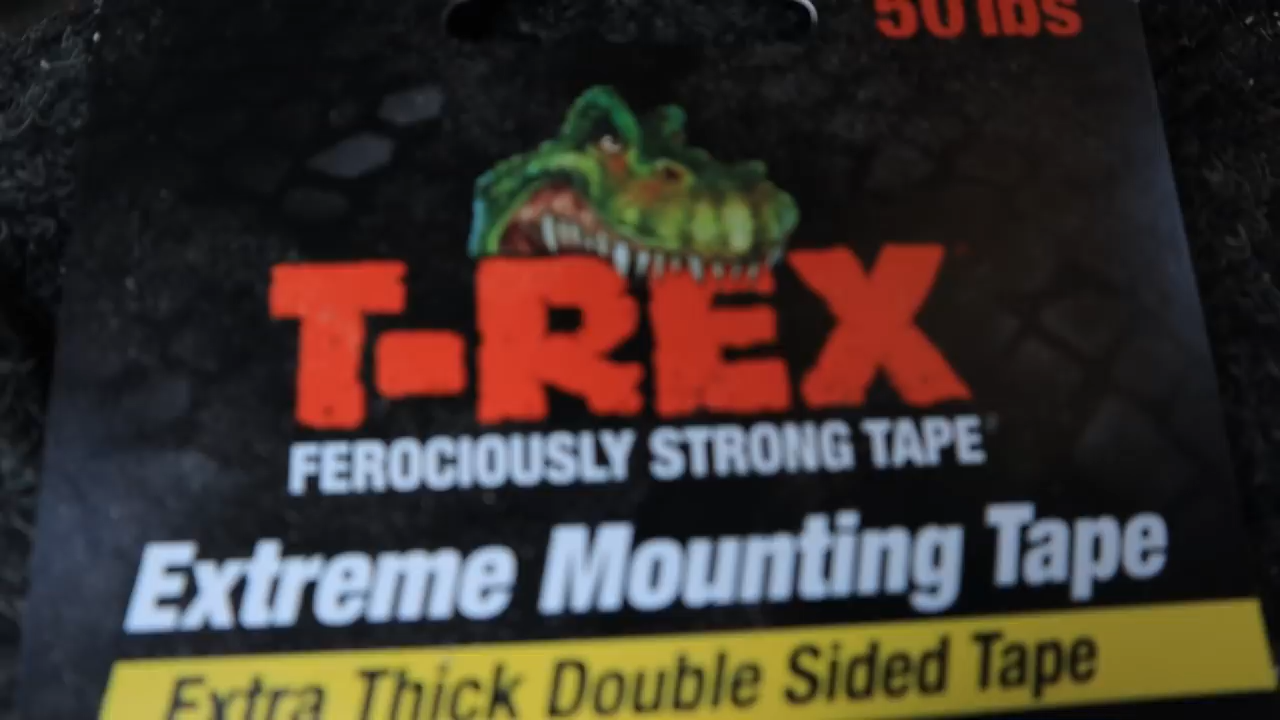 50 lbs
T-REX
FEROCIOUSLY STRONG TAPE
Extreme Mounting Tape
Extra Thick Double Sided Tape